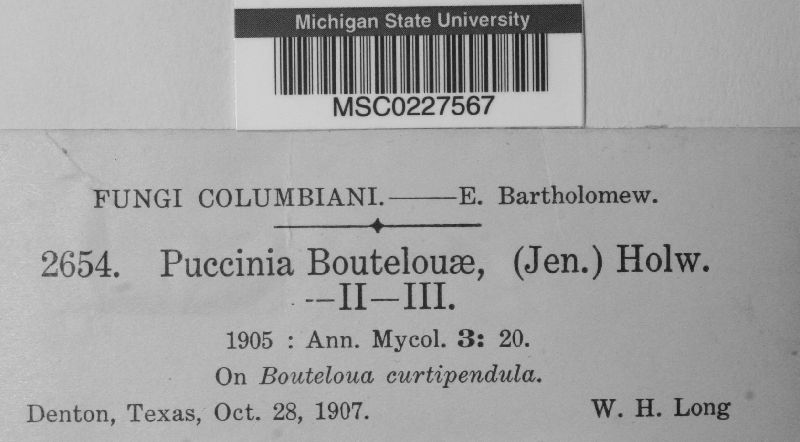 Michigan State University
MSC0227567
FUNGI COLUMBIANI.——E. Bartholomew.
2654. Puccinia Boutelouæ, (Jen.) Holw.
--II—III.
1905 : Ann. Mycol. 3: 20.
On Bouteloua curtipendula.
Denton, Texas, Oct. 28, 1907. W. H. Long